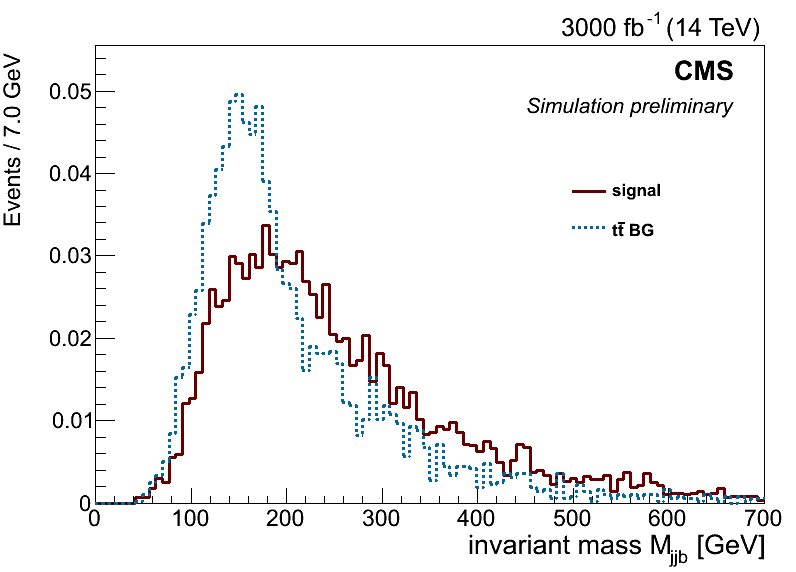 3000 fb⁻¹ (14 TeV)
CMS
Simulation preliminary
Events / 7.0 GeV
0.05
0.04
0.03
0.02
0.01
0
signal
tt̄ BG
0 100 200 300 400 500 600 700
invariant mass M_jjb [GeV]